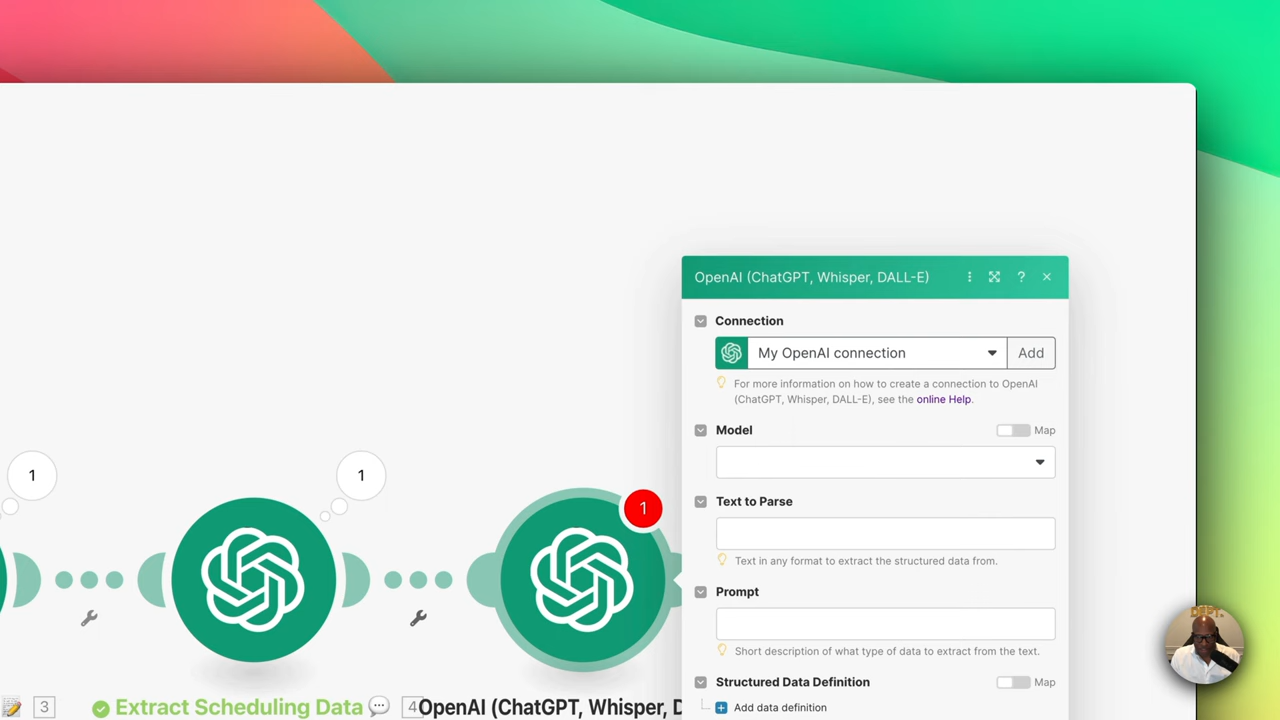 OpenAI (ChatGPT, Whisper, DALL-E)
Connection
My OpenAI connection
Add
For more information on how to create a connection to OpenAI
(ChatGPT, Whisper, DALL-E), see the online Help.
Model
Map
Text to Parse
Text in any format to extract the structured data from.
Prompt
Short description of what type of data to extract from the text.
Structured Data Definition
Map
Add data definition
1
1
1
3
Extract Scheduling Data
4
OpenAI (ChatGPT, Whisper, D